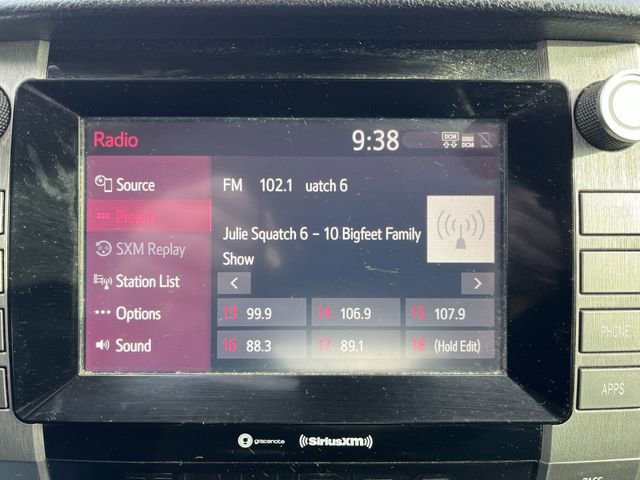 Radio 9:38 DCM DCM
Source
FM 102.1 uatch 6
Presets
SXM Replay
Julie Squatch 6 – 10 Bigfeet Family
Show
Station List
< >
Options
13 99.9 14 106.9 15 107.9
Sound
16 88.3 17 89.1 18 (Hold Edit)
PHONE
APPS
gracenote ((SiriusXM))